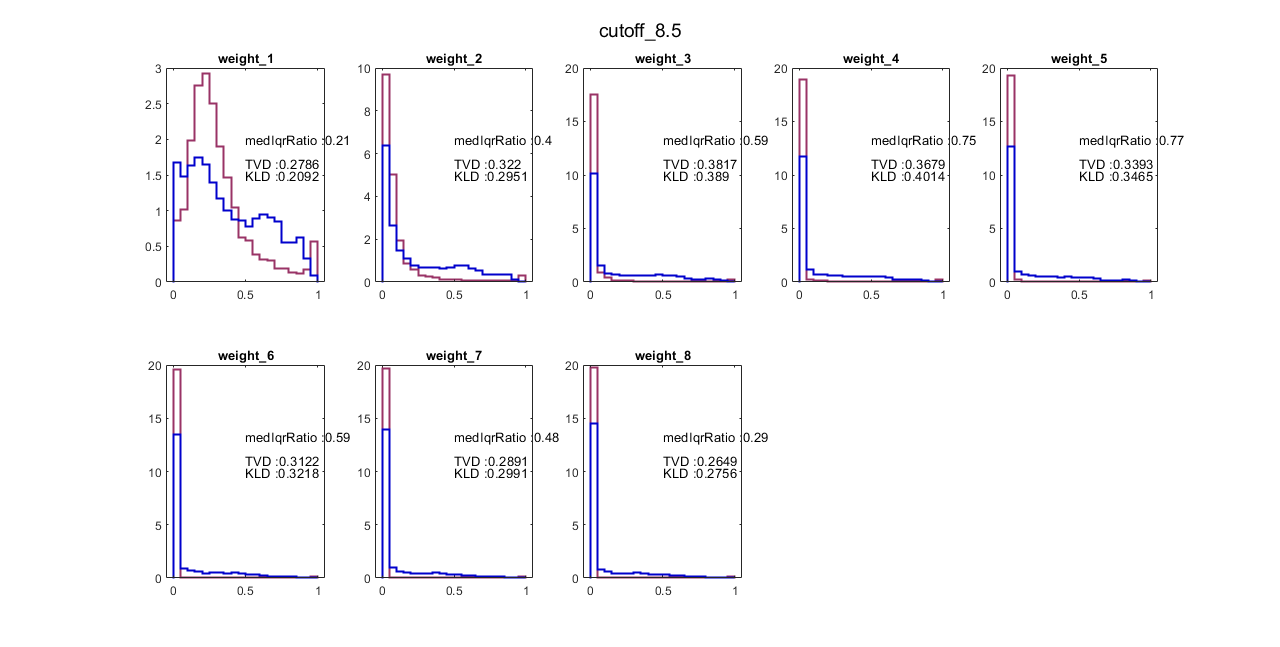 cutoff_8.5
weight_1
3
2.5
2
1.5
1
0.5
0
0 0.5 1
medIqrRatio :0.21
TVD :0.2786
KLD :0.2092
weight_2
10
8
6
4
2
0
0 0.5 1
medIqrRatio :0.4
TVD :0.322
KLD :0.2951
weight_3
20
15
10
5
0
0 0.5 1
medIqrRatio :0.59
TVD :0.3817
KLD :0.389
weight_4
20
15
10
5
0
0 0.5 1
medIqrRatio :0.75
TVD :0.3679
KLD :0.4014
weight_5
20
15
10
5
0
0 0.5 1
medIqrRatio :0.77
TVD :0.3393
KLD :0.3465
weight_6
20
15
10
5
0
0 0.5 1
medIqrRatio :0.59
TVD :0.3122
KLD :0.3218
weight_7
20
15
10
5
0
0 0.5 1
medIqrRatio :0.48
TVD :0.2891
KLD :0.2991
weight_8
20
15
10
5
0
0 0.5 1
medIqrRatio :0.29
TVD :0.2649
KLD :0.2756